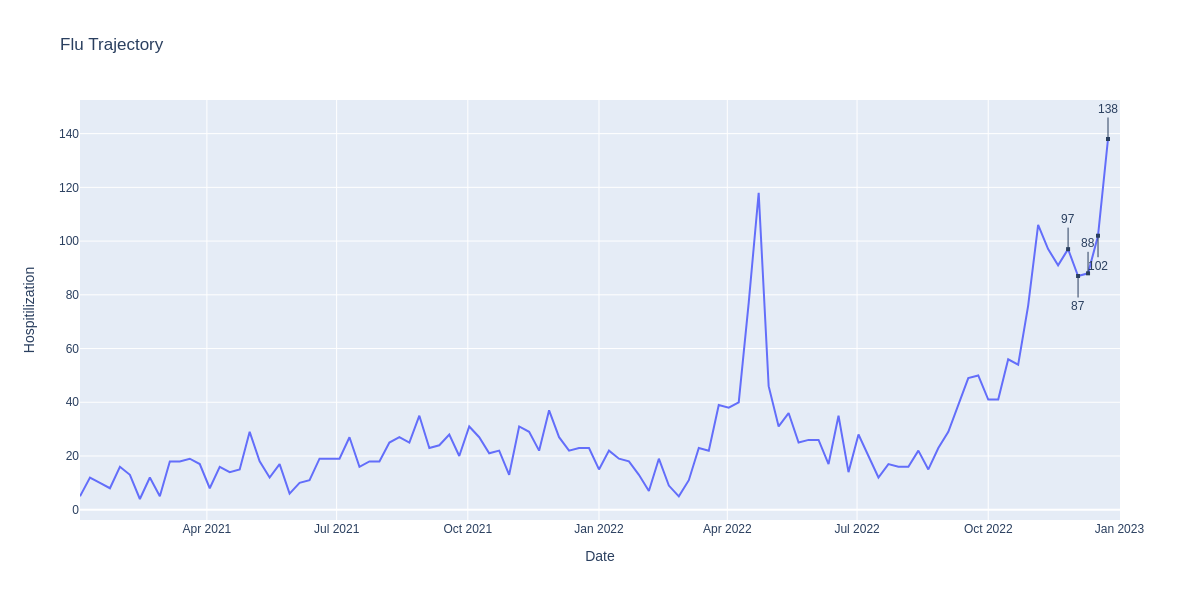 Flu Trajectory
138
140
120
97
100
88
102
80
87
60
40
20
0
Hospitilization
Apr 2021
Jul 2021
Oct 2021
Jan 2022
Apr 2022
Jul 2022
Oct 2022
Jan 2023
Date